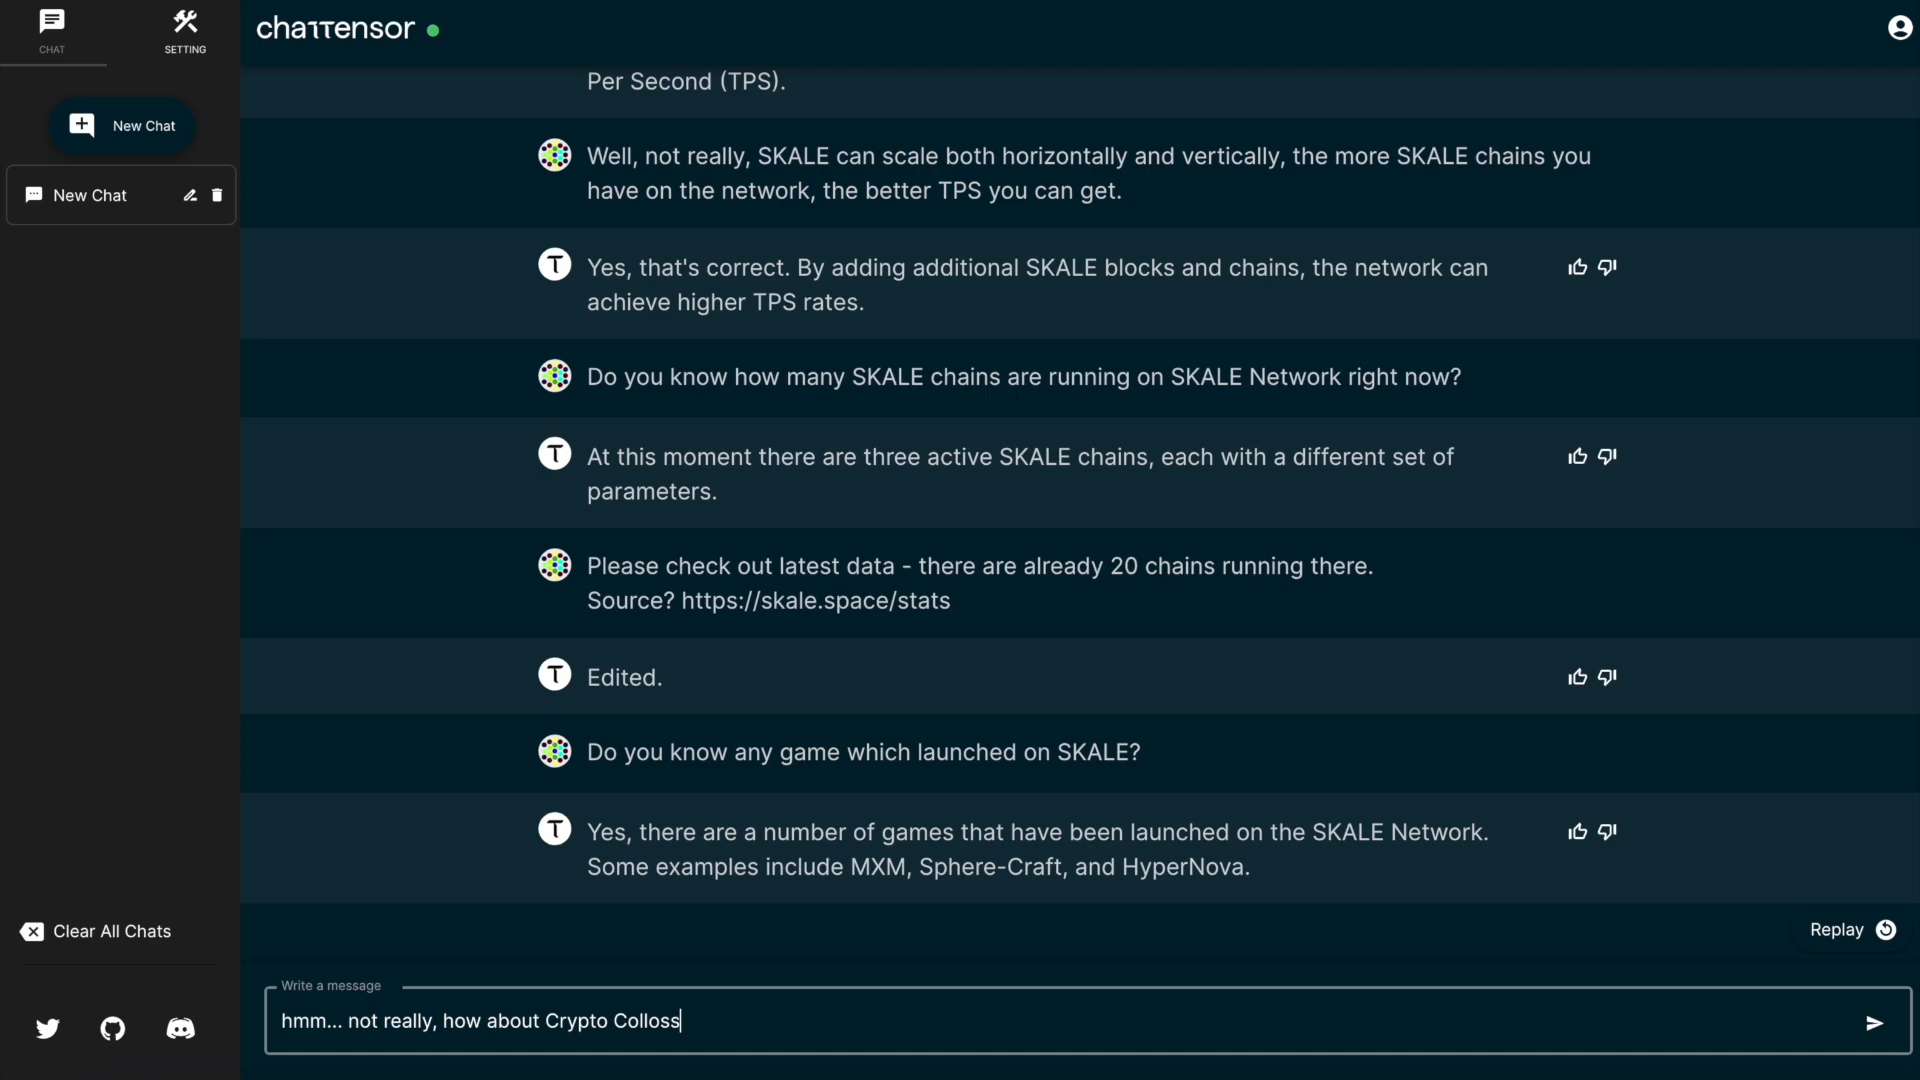 CHAT
SETTING
chaττensor
New Chat
New Chat
Per Second (TPS).
Well, not really, SKALE can scale both horizontally and vertically, the more SKALE chains you
have on the network, the better TPS you can get.
Yes, that's correct. By adding additional SKALE blocks and chains, the network can
achieve higher TPS rates.
Do you know how many SKALE chains are running on SKALE Network right now?
At this moment there are three active SKALE chains, each with a different set of
parameters.
Please check out latest data - there are already 20 chains running there.
Source? https://skale.space/stats
Edited.
Do you know any game which launched on SKALE?
Yes, there are a number of games that have been launched on the SKALE Network.
Some examples include MXM, Sphere-Craft, and HyperNova.
Replay
Clear All Chats
Write a message
hmm... not really, how about Crypto Colloss